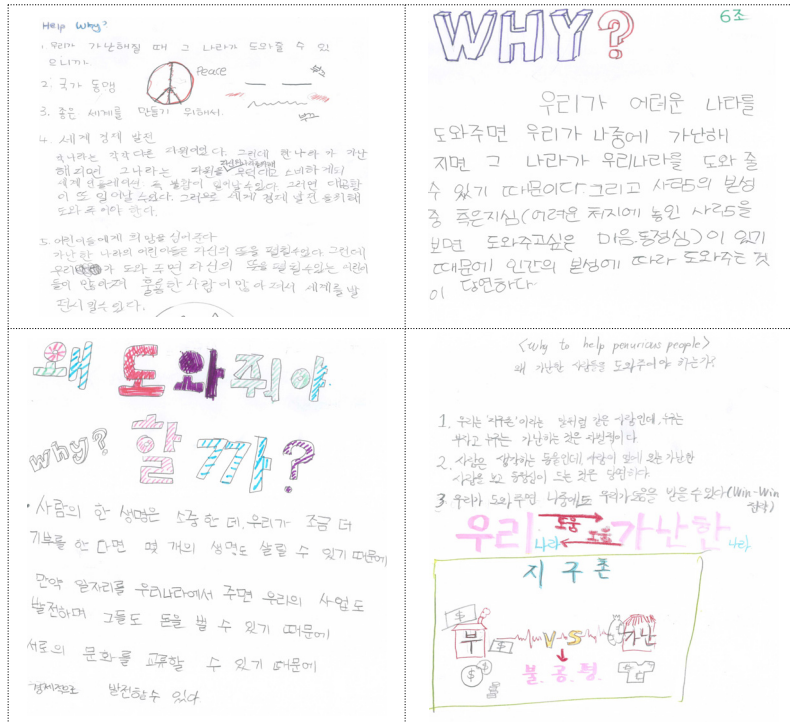 Help Why?
1. 우리가 가난해질 때 그 나라가 도와줄 수 있
으니까.
2. 국가 동맹
Peace
3. 좋은 세계를 만들기 위해서.
4. 세계 경제 발전
각 나라는 각각 다른 자원이 있다. 그런데 한 나라가 가난
해지면 그 나라는 자원을 소비하게 되
세계 인플레이션, 즉 불황이 일어날 수 있다. 그러면 대공황
이 또 일어날 수 있다. 그러므로 세계 경제 발전을 위해
도와 주어야 한다.
5. 어린이들에게 희망을 심어준다
가난한 나라의 어린이들은 자신의 뜻을 펼칠 수 없다. 그런데
우리가 도와 주면 자신의 뜻을 펼칠 수 있는 어린이
들이 많아져 훌륭한 사람이 많아져서 세계를 발
전시킬 수 있다.
WHY?
6조
우리가 어려운 나라를
도와주면 우리가 나중에 가난해
지면 그 나라가 우리나라를 도와 줄
수 있기 때문이다. 그리고 사람의 본성
중 측은지심(어려운 처지에 놓인 사람을
보면 도와주고 싶은 마음-동정심)이 있기
때문에 인간의 본성에 따라 도와주는 것
이 당연하다
왜 도와줘야
why? 할까?
· 사람의 한 생명은 소중한데, 우리가 조금 더
기부를 한다면 몇 개의 생명도 살릴 수 있기 때문에
만약 일자리를 우리나라에서 주면 우리의 사업도
발전하며 그들도 돈을 벌 수 있기 때문에
서로의 문화를 교류할 수 있기 때문에
경제적으로 발전할 수 있다
<Why to help penurious people>
왜 가난한 사람들을 도와주어야 하는가?
1. 우리는 '지구촌'이라는 말처럼 같은 사람인데, 누구는
부자고 누구는 가난하는 것은 차별적이다
2. 사람은 생각하는 동물인데, 사람이 앞에 있는 가난한
사람을 보고 동정심이 드는 것은 당연하다
3. 우리가 도와주면 나중에도 우리가 도움을 받을 수 있다 (Win-Win
전략)
우리나라 도움 도움 가난한 나라
지구촌
부 VS 가난
불.공.평.